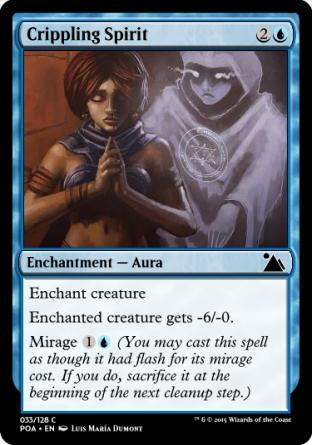 Crippling Spirit 2
Enchantment — Aura
Enchant creature
Enchanted creature gets -6/-0.
Mirage 1 (You may cast this spell
as though it had flash for its mirage
cost. If you do, sacrifice it at the
beginning of the next cleanup step.)
033/128 C
POA • EN LUIS MARÍA DUMONT
™ & © 2015 Wizards of the Coast